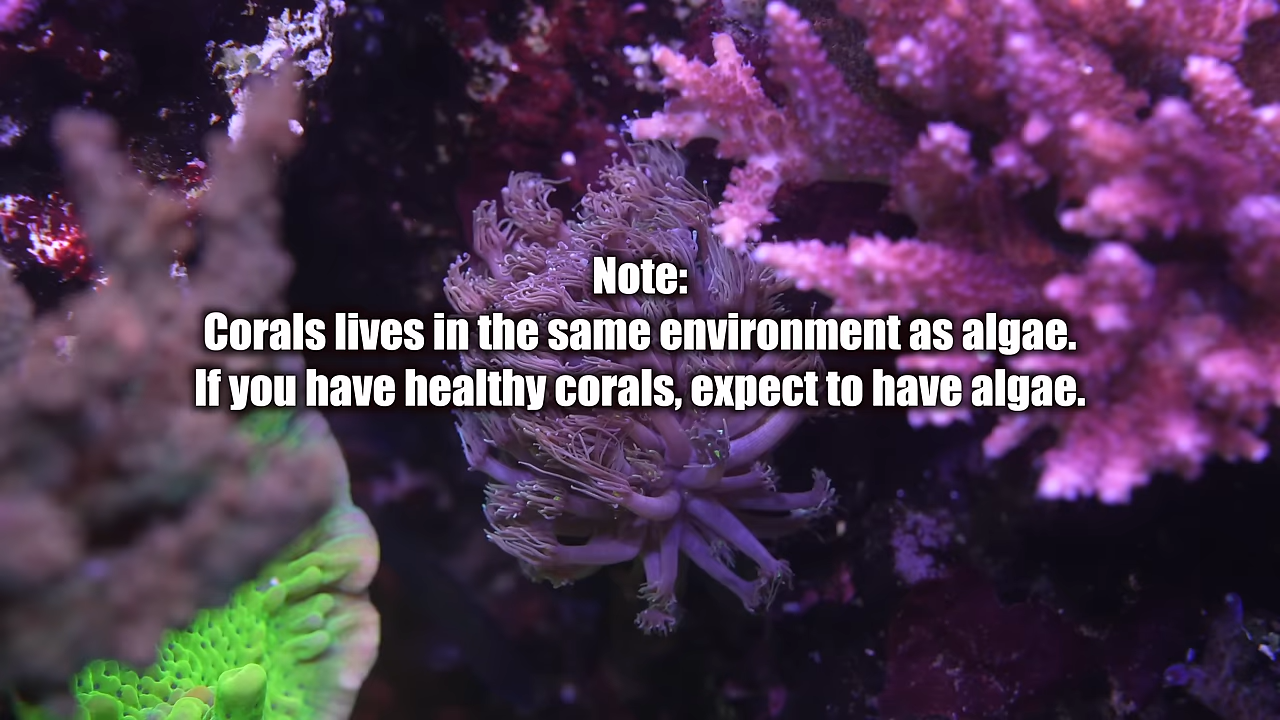 Note:
Corals lives in the same environment as algae.
If you have healthy corals, expect to have algae.